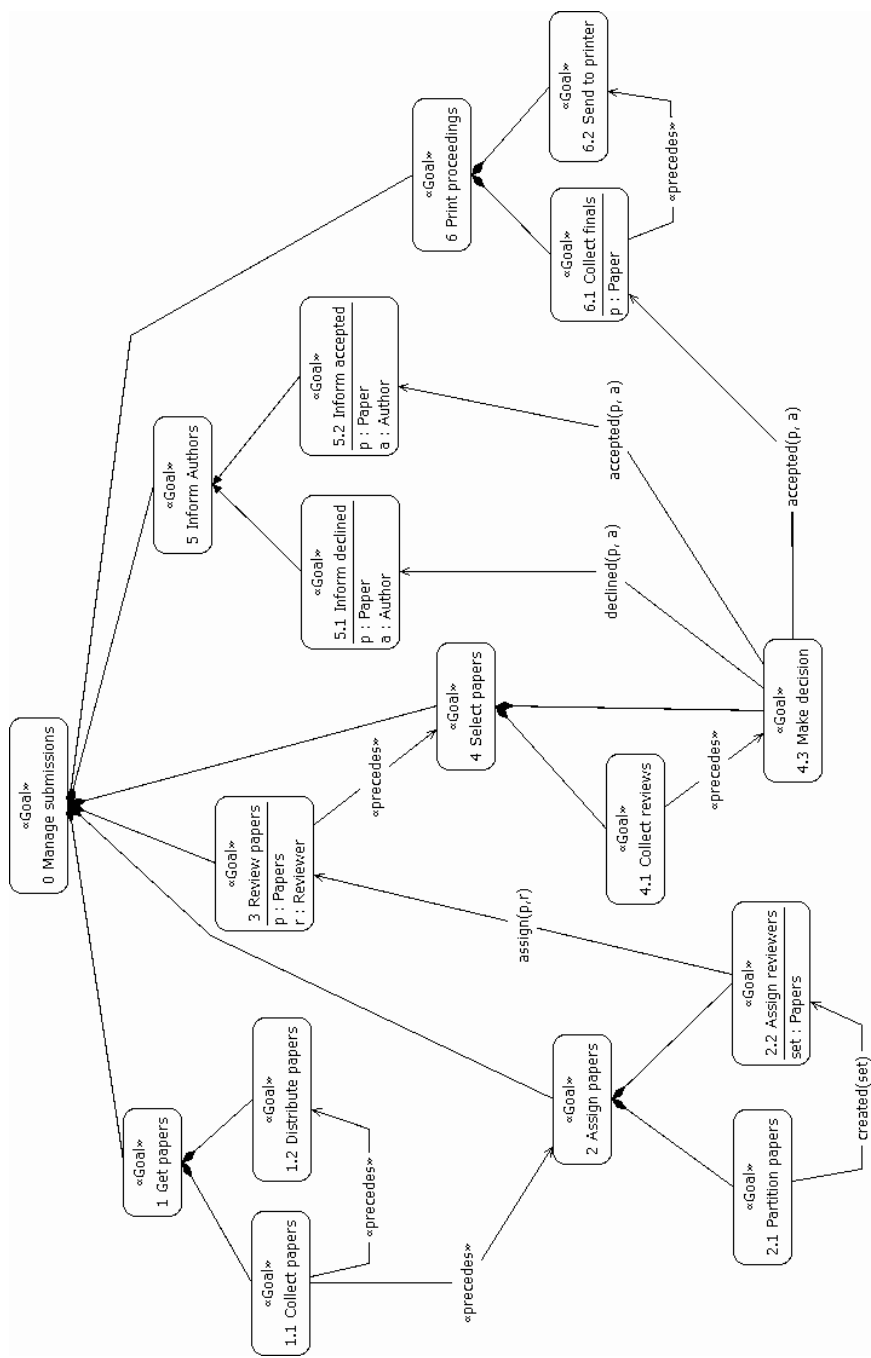 «Goal»
0 Manage submissions
«Goal»
1 Get papers
«Goal»
5 Inform Authors
«Goal»
6 Print proceedings
«Goal»
3 Review papers
p : Papers
r : Reviewer
«Goal»
1.1 Collect papers
«Goal»
1.2 Distribute papers
«precedes»
«precedes»
«Goal»
4 Select papers
«Goal»
5.1 Inform declined
p : Paper
a : Author
«Goal»
5.2 Inform accepted
p : Paper
a : Author
«Goal»
6.1 Collect finals
p : Paper
«Goal»
6.2 Send to printer
«precedes»
«precedes»
assign(p,r)
«Goal»
2 Assign papers
«Goal»
4.1 Collect reviews
«precedes»
declined(p, a)
accepted(p, a)
accepted(p, a)
«Goal»
2.1 Partition papers
«Goal»
2.2 Assign reviewers
set : Papers
«Goal»
4.3 Make decision
created(set)